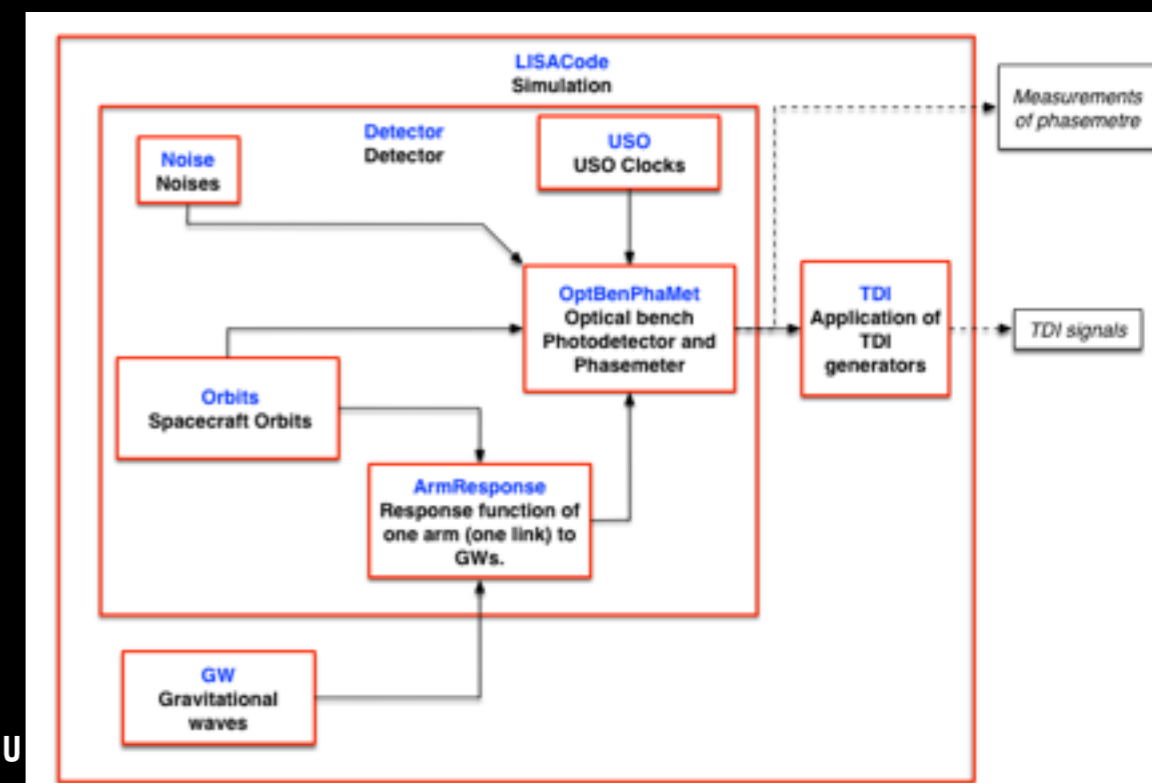 LISACode
Simulation
Measurements
of phasemetre
Detector
Detector
USO
USO Clocks
Noise
Noises
OptBenPhaMet
Optical bench
Photodetector and
Phasemeter
TDI
Application of
TDI
generators
TDI signals
Orbits
Spacecraft Orbits
ArmResponse
Response function of
one arm (one link) to
GWs.
GW
Gravitational
waves
U